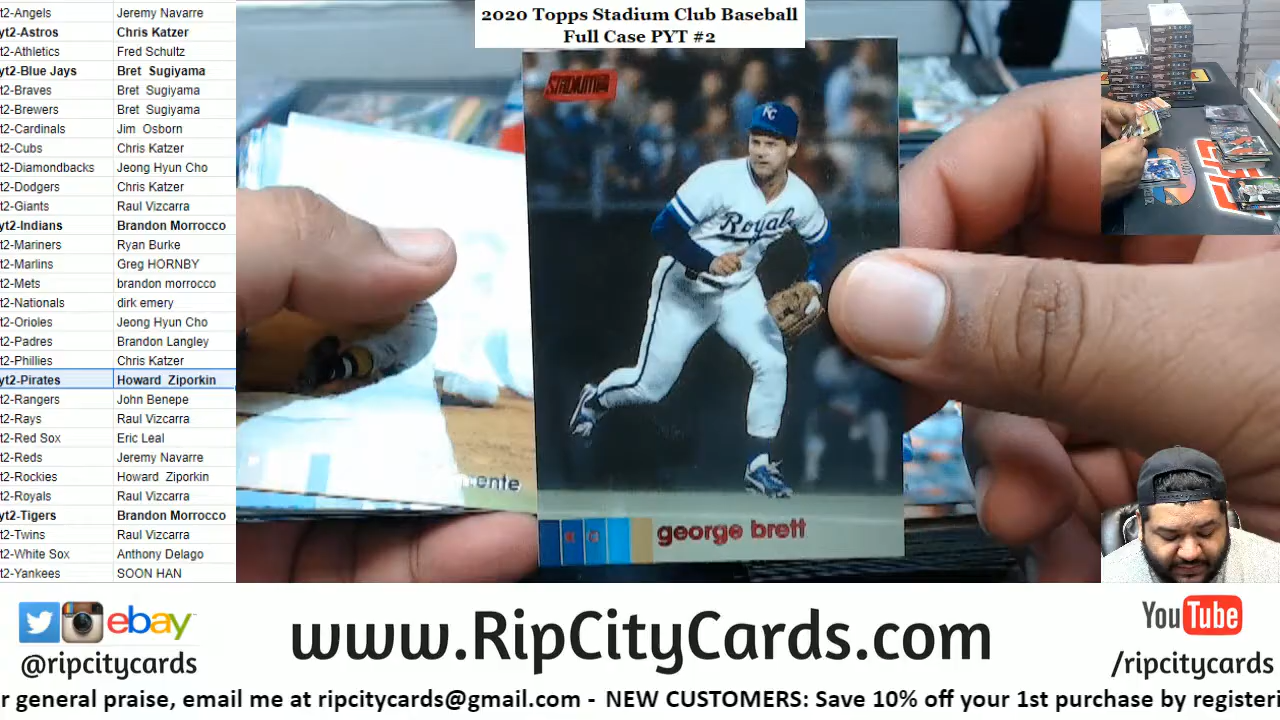 2020 Topps Stadium Club Baseball
Full Case PYT #2
t2-Angels Jeremy Navarre
yt2-Astros Chris Katzer
t2-Athletics Fred Schultz
yt2-Blue Jays Bret Sugiyama
t2-Braves Bret Sugiyama
t2-Brewers Bret Sugiyama
t2-Cardinals Jim Osborn
t2-Cubs Chris Katzer
t2-Diamondbacks Jeong Hyun Cho
t2-Dodgers Chris Katzer
t2-Giants Raul Vizcarra
yt2-Indians Brandon Morrocco
t2-Mariners Ryan Burke
t2-Marlins Greg HORNBY
t2-Mets brandon morrocco
t2-Nationals dirk emery
t2-Orioles Jeong Hyun Cho
t2-Padres Brandon Langley
t2-Phillies Chris Katzer
yt2-Pirates Howard Ziporkin
t2-Rangers John Benepe
t2-Rays Raul Vizcarra
t2-Red Sox Eric Leal
t2-Reds Jeremy Navarre
t2-Rockies Howard Ziporkin
t2-Royals Raul Vizcarra
yt2-Tigers Brandon Morrocco
t2-Twins Raul Vizcarra
t2-White Sox Anthony Delago
t2-Yankees SOON HAN
STADIUM
KC
Royals
george brett
ente
ebay
@ripcitycards
www.RipCityCards.com
YouTube
/ripcitycards
r general praise, email me at ripcitycards@gmail.com - NEW CUSTOMERS: Save 10% off your 1st purchase by registeri